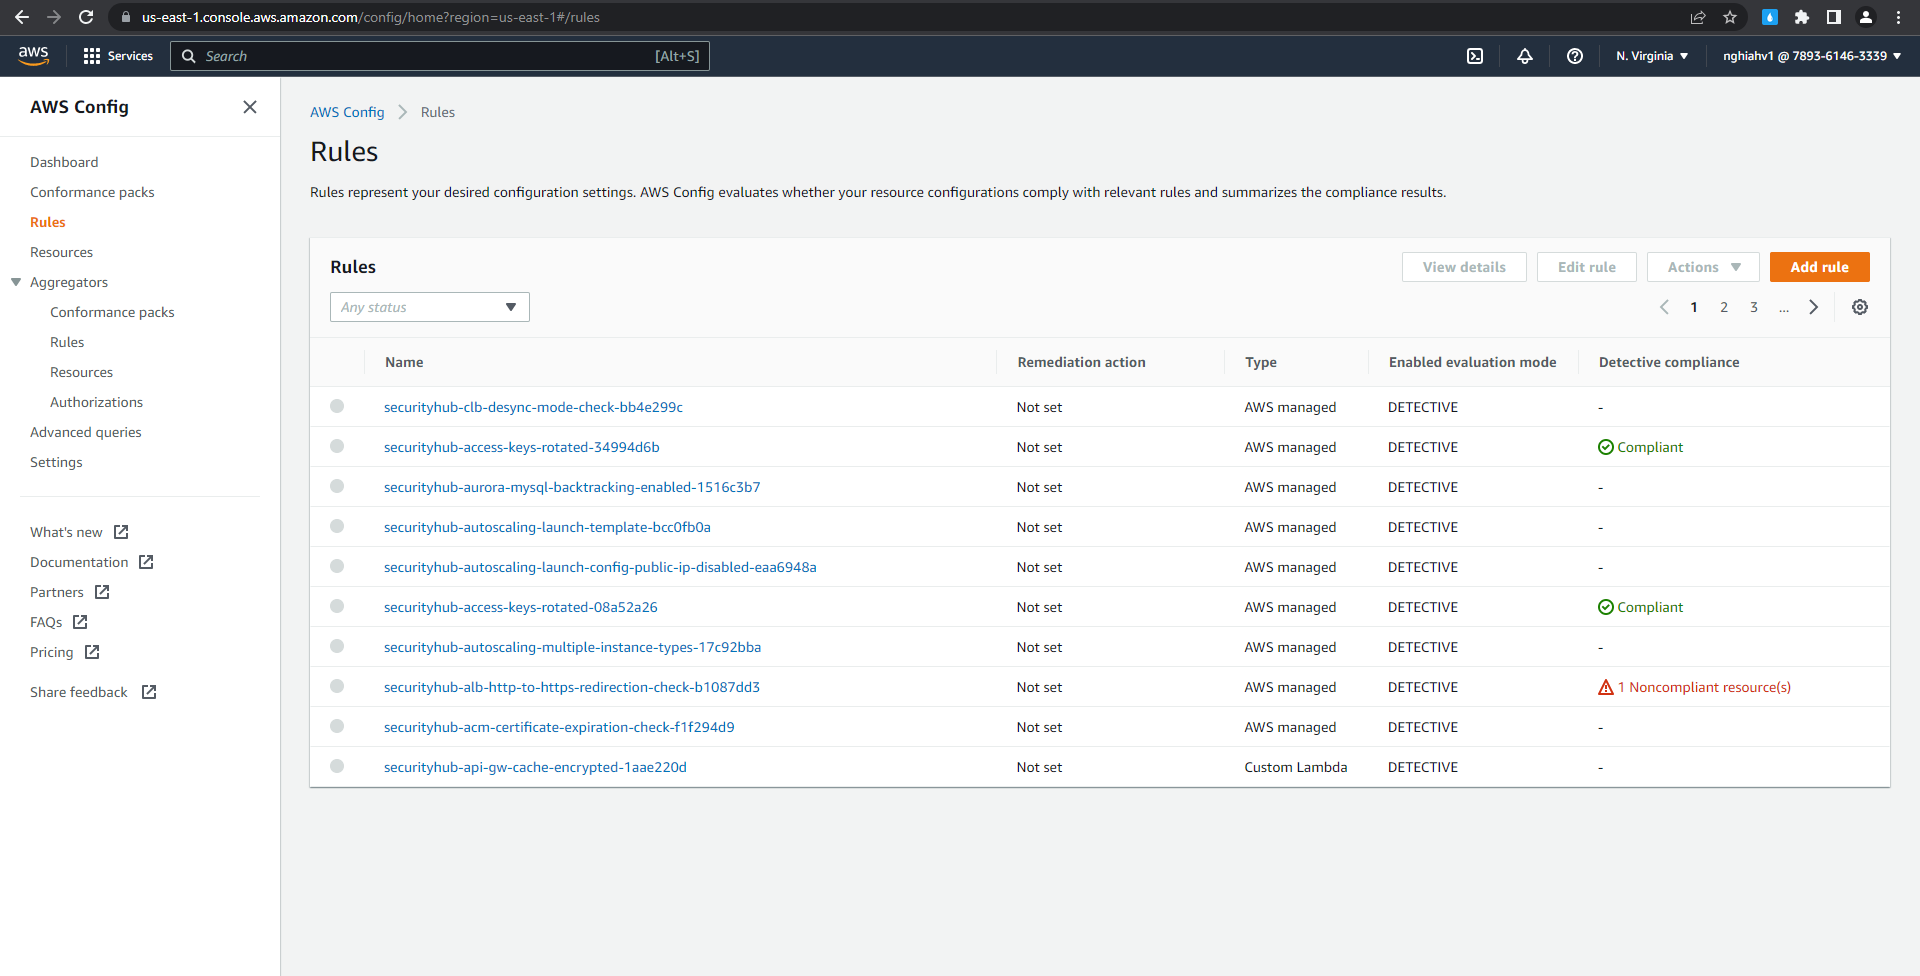 us-east-1.console.aws.amazon.com/config/home?region=us-east-1#/rules
aws
Services
Search
[Alt+S]
N. Virginia
nghiahv1 @ 7893-6146-3339
AWS Config
Dashboard
Conformance packs
Rules
Resources
Aggregators
Conformance packs
Rules
Resources
Authorizations
Advanced queries
Settings
What's new
Documentation
Partners
FAQs
Pricing
Share feedback
AWS Config > Rules
Rules
Rules represent your desired configuration settings. AWS Config evaluates whether your resource configurations comply with relevant rules and summarizes the compliance results.
Rules
View details
Edit rule
Actions
Add rule
Any status
1 2 3 ...
Name Remediation action Type Enabled evaluation mode Detective compliance
securityhub-clb-desync-mode-check-bb4e299c Not set AWS managed DETECTIVE -
securityhub-access-keys-rotated-34994d6b Not set AWS managed DETECTIVE Compliant
securityhub-aurora-mysql-backtracking-enabled-1516c3b7 Not set AWS managed DETECTIVE -
securityhub-autoscaling-launch-template-bcc0fb0a Not set AWS managed DETECTIVE -
securityhub-autoscaling-launch-config-public-ip-disabled-eaa6948a Not set AWS managed DETECTIVE -
securityhub-access-keys-rotated-08a52a26 Not set AWS managed DETECTIVE Compliant
securityhub-autoscaling-multiple-instance-types-17c92bba Not set AWS managed DETECTIVE -
securityhub-alb-http-to-https-redirection-check-b1087dd3 Not set AWS managed DETECTIVE 1 Noncompliant resource(s)
securityhub-acm-certificate-expiration-check-f1f294d9 Not set AWS managed DETECTIVE -
securityhub-api-gw-cache-encrypted-1aae220d Not set Custom Lambda DETECTIVE -